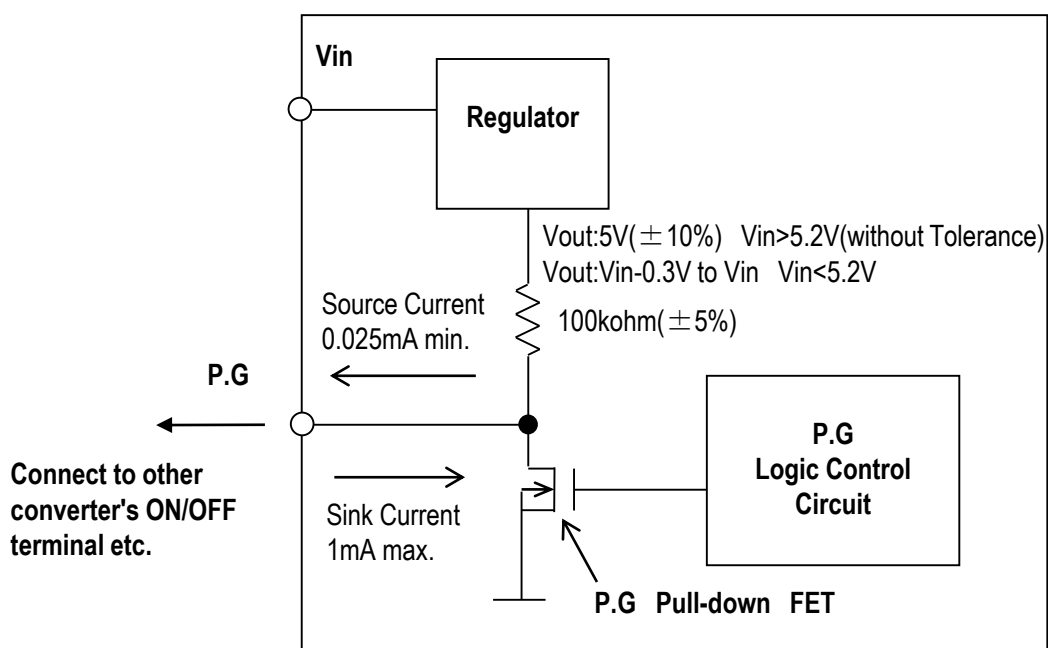 Vin
Regulator
Vout:5V(±10%) Vin>5.2V(without Tolerance)
Vout:Vin-0.3V to Vin Vin<5.2V
100kohm(±5%)
Source Current
0.025mA min.
P.G
Connect to other
converter's ON/OFF
terminal etc.
Sink Current
1mA max.
P.G
Logic Control
Circuit
P.G Pull-down FET